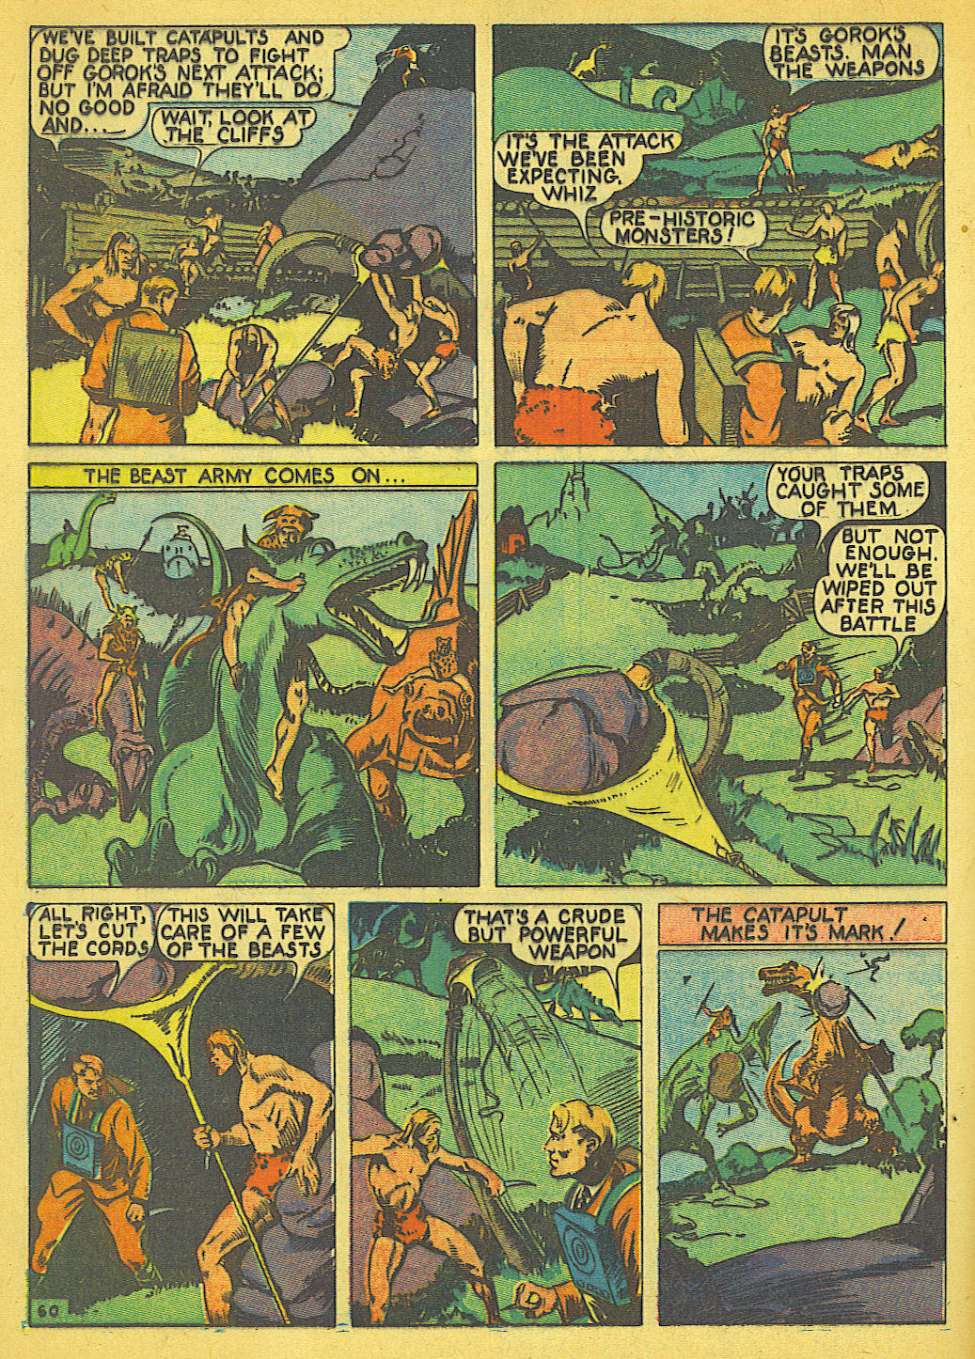 WE'VE BUILT CATAPULTS AND
DUG DEEP TRAPS TO FIGHT
OFF GOROK'S NEXT ATTACK;
BUT I'M AFRAID THEY'LL DO
NO GOOD
AND...
WAIT, LOOK AT
THE CLIFFS
IT'S GOROK'S
BEASTS. MAN
THE WEAPONS
IT'S THE ATTACK
WE'VE BEEN
EXPECTING,
WHIZ
PRE-HISTORIC
MONSTERS!
THE BEAST ARMY COMES ON...
YOUR TRAPS
CAUGHT SOME
OF THEM
BUT NOT
ENOUGH.
WE'LL BE
WIPED OUT
AFTER THIS
BATTLE
ALL RIGHT,
LET'S CUT
THE CORDS
THIS WILL TAKE
CARE OF A FEW
OF THE BEASTS
60
THAT'S A CRUDE
BUT POWERFUL
WEAPON
THE CATAPULT
MAKES IT'S MARK!